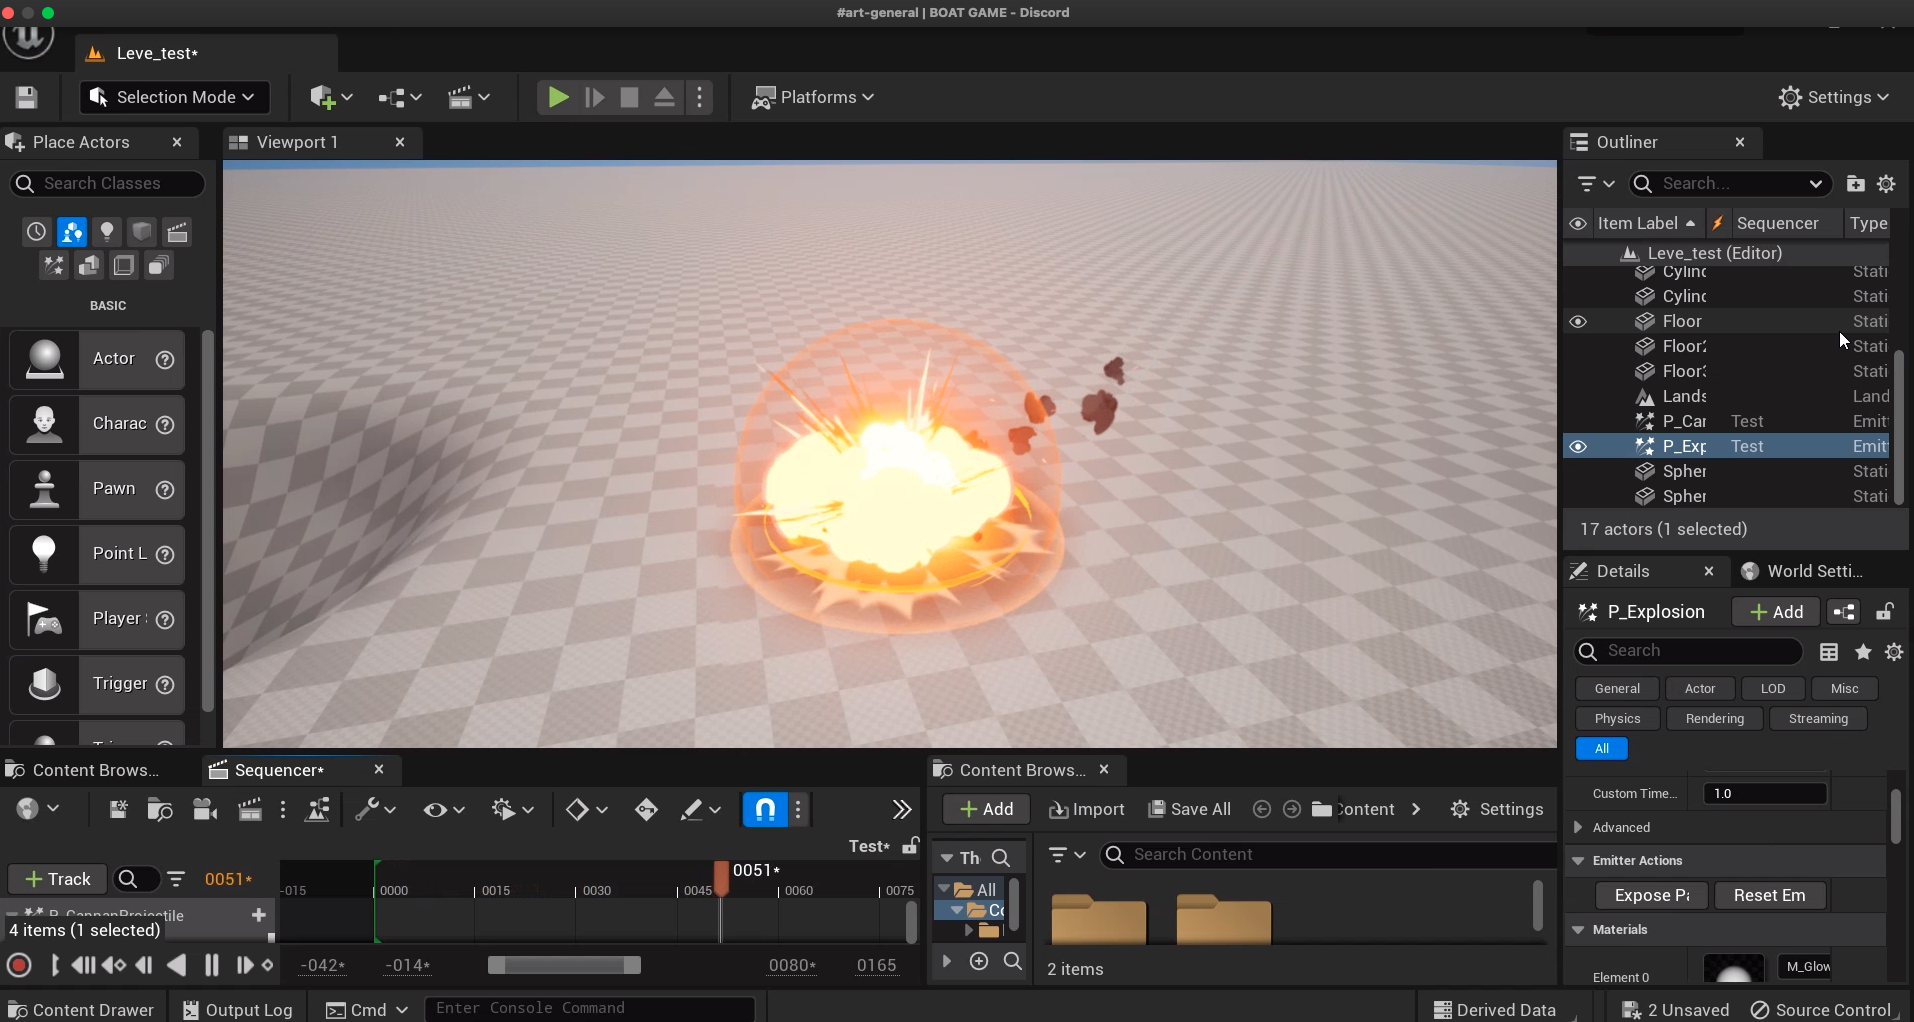 #art-general | BOAT GAME - Discord
Leve_test*
Selection Mode
Platforms
Settings
Place Actors
Viewport 1
Outliner
Search Classes
Search...
Item Label
Sequencer
Type
Leve_test (Editor)
Cylind Stati
Cylind Stati
BASIC
Floor Stati
Floor2 Stati
Floor3 Stati
Lands Land
P_Car Test Emit
P_Exp Test Emit
Spher Stati
Spher Stati
17 actors (1 selected)
Actor
Charac
Pawn
Point L
Player
Trigger
Details
World Setti...
P_Explosion
Add
Search
General Actor LOD Misc
Physics Rendering Streaming
All
Custom Time... 1.0
Advanced
Emitter Actions
Expose Pa Reset Em
Materials
Element 0 M_Glow
Content Brows...
Sequencer*
Test*
Track
0051*
0051*
-015 0000 0015 0030 0045 0060 0075
P_CannanProjectile
4 items (1 selected)
-042* -014* 0080* 0165
Content Brows...
Add Import Save All Content Settings
Th
Search Content
All
Co
2 items
Content Drawer
Output Log
Cmd
Enter Console Command
Derived Data
2 Unsaved
Source Control